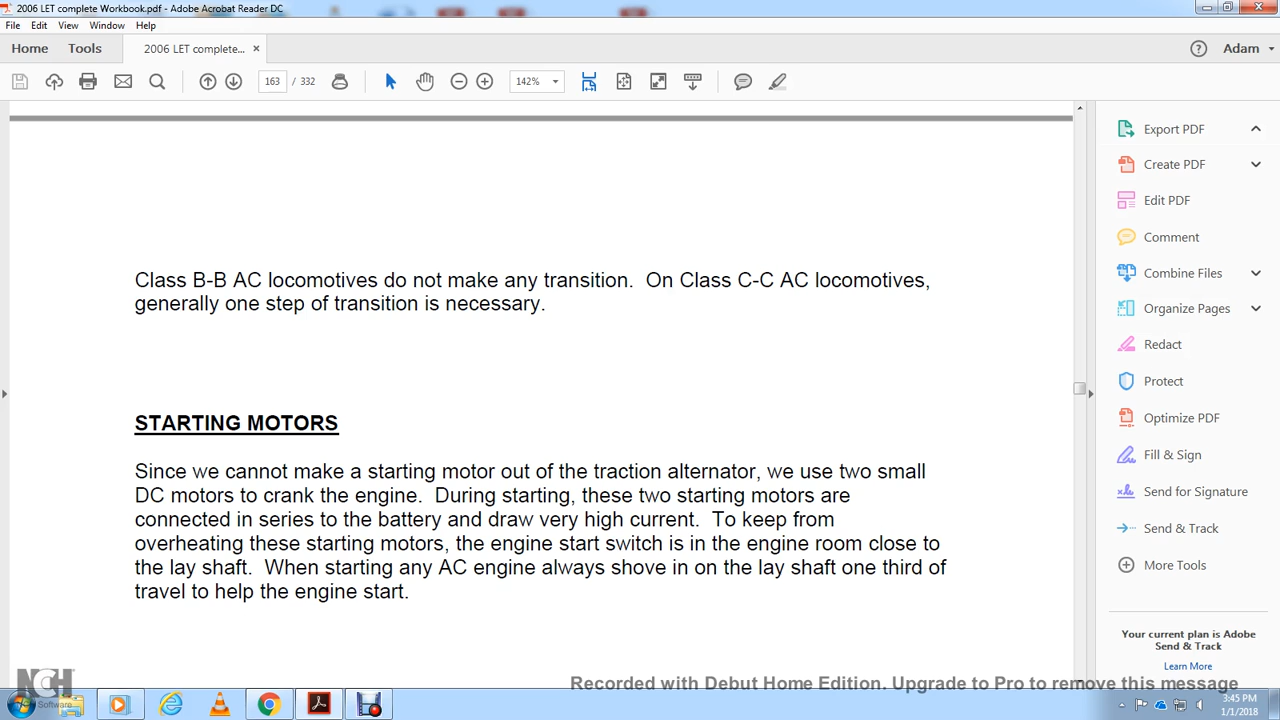 2006 LET complete Workbook.pdf - Adobe Acrobat Reader DC
File Edit View Window Help
Home Tools 2006 LET complete... × Adam
163 / 332 142%
Class B-B AC locomotives do not make any transition. On Class C-C AC locomotives,
generally one step of transition is necessary.
STARTING MOTORS
Since we cannot make a starting motor out of the traction alternator, we use two small
DC motors to crank the engine. During starting, these two starting motors are
connected in series to the battery and draw very high current. To keep from
overheating these starting motors, the engine start switch is in the engine room close to
the lay shaft. When starting any AC engine always shove in on the lay shaft one third of
travel to help the engine start.
Export PDF
Create PDF
Edit PDF
Comment
Combine Files
Organize Pages
Redact
Protect
Optimize PDF
Fill & Sign
Send for Signature
Send & Track
More Tools
Your current plan is Adobe
Send & Track
Learn More
NCH
Software
Recorded with Debut Home Edition. Upgrade to Pro to remove this message
3:45 PM
1/1/2018